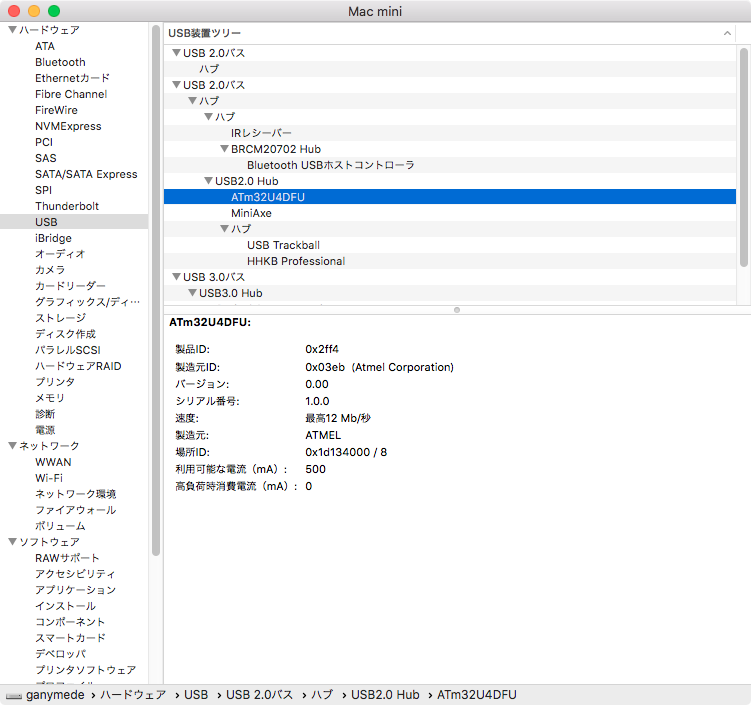 Mac mini
ハードウェア
ATA
Bluetooth
Ethernetカード
Fibre Channel
FireWire
NVMExpress
PCI
SAS
SATA/SATA Express
SPI
Thunderbolt
USB
iBridge
オーディオ
カメラ
カードリーダー
グラフィックス/ディ…
ストレージ
ディスク作成
パラレルSCSI
ハードウェアRAID
プリンタ
メモリ
診断
電源
ネットワーク
WWAN
Wi-Fi
ネットワーク環境
ファイアウォール
ボリューム
ソフトウェア
RAWサポート
アクセシビリティ
アプリケーション
インストール
コンポーネント
スマートカード
デベロッパ
プリンタソフトウェア
USB装置ツリー
USB 2.0バス
ハブ
USB 2.0バス
ハブ
ハブ
IRレシーバー
BRCM20702 Hub
Bluetooth USBホストコントローラ
USB2.0 Hub
ATm32U4DFU
MiniAxe
ハブ
USB Trackball
HHKB Professional
USB 3.0バス
USB3.0 Hub
ATm32U4DFU:
製品ID: 0x2ff4
製造元ID: 0x03eb (Atmel Corporation)
バージョン: 0.00
シリアル番号: 1.0.0
速度: 最高12 Mb/秒
製造元: ATMEL
場所ID: 0x1d134000 / 8
利用可能な電流（mA）: 500
高負荷時消費電流（mA）: 0
ganymede › ハードウェア › USB › USB 2.0バス › ハブ › USB2.0 Hub › ATm32U4DFU